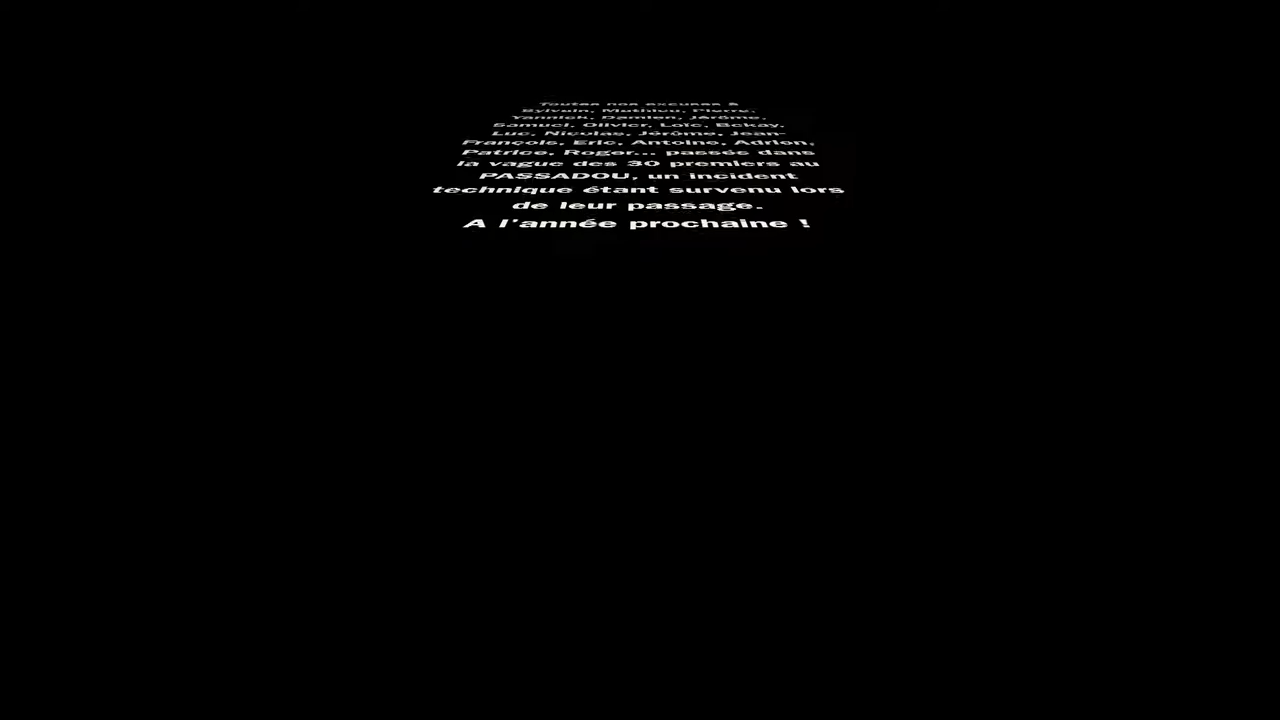 Toutes nos excuses à
Sylvain, Mathieu, Pierre,
Yannick, Damien, Jérôme,
Samuel, Olivier, Loïc, Bekay,
Luc, Nicolas, Jérôme, Jean-
François, Eric, Antoine, Adrien,
Patrice, Roger... passés dans
la vague des 30 premiers au
PASSADOU, un incident
technique étant survenu lors
de leur passage.
A l'année prochaine !